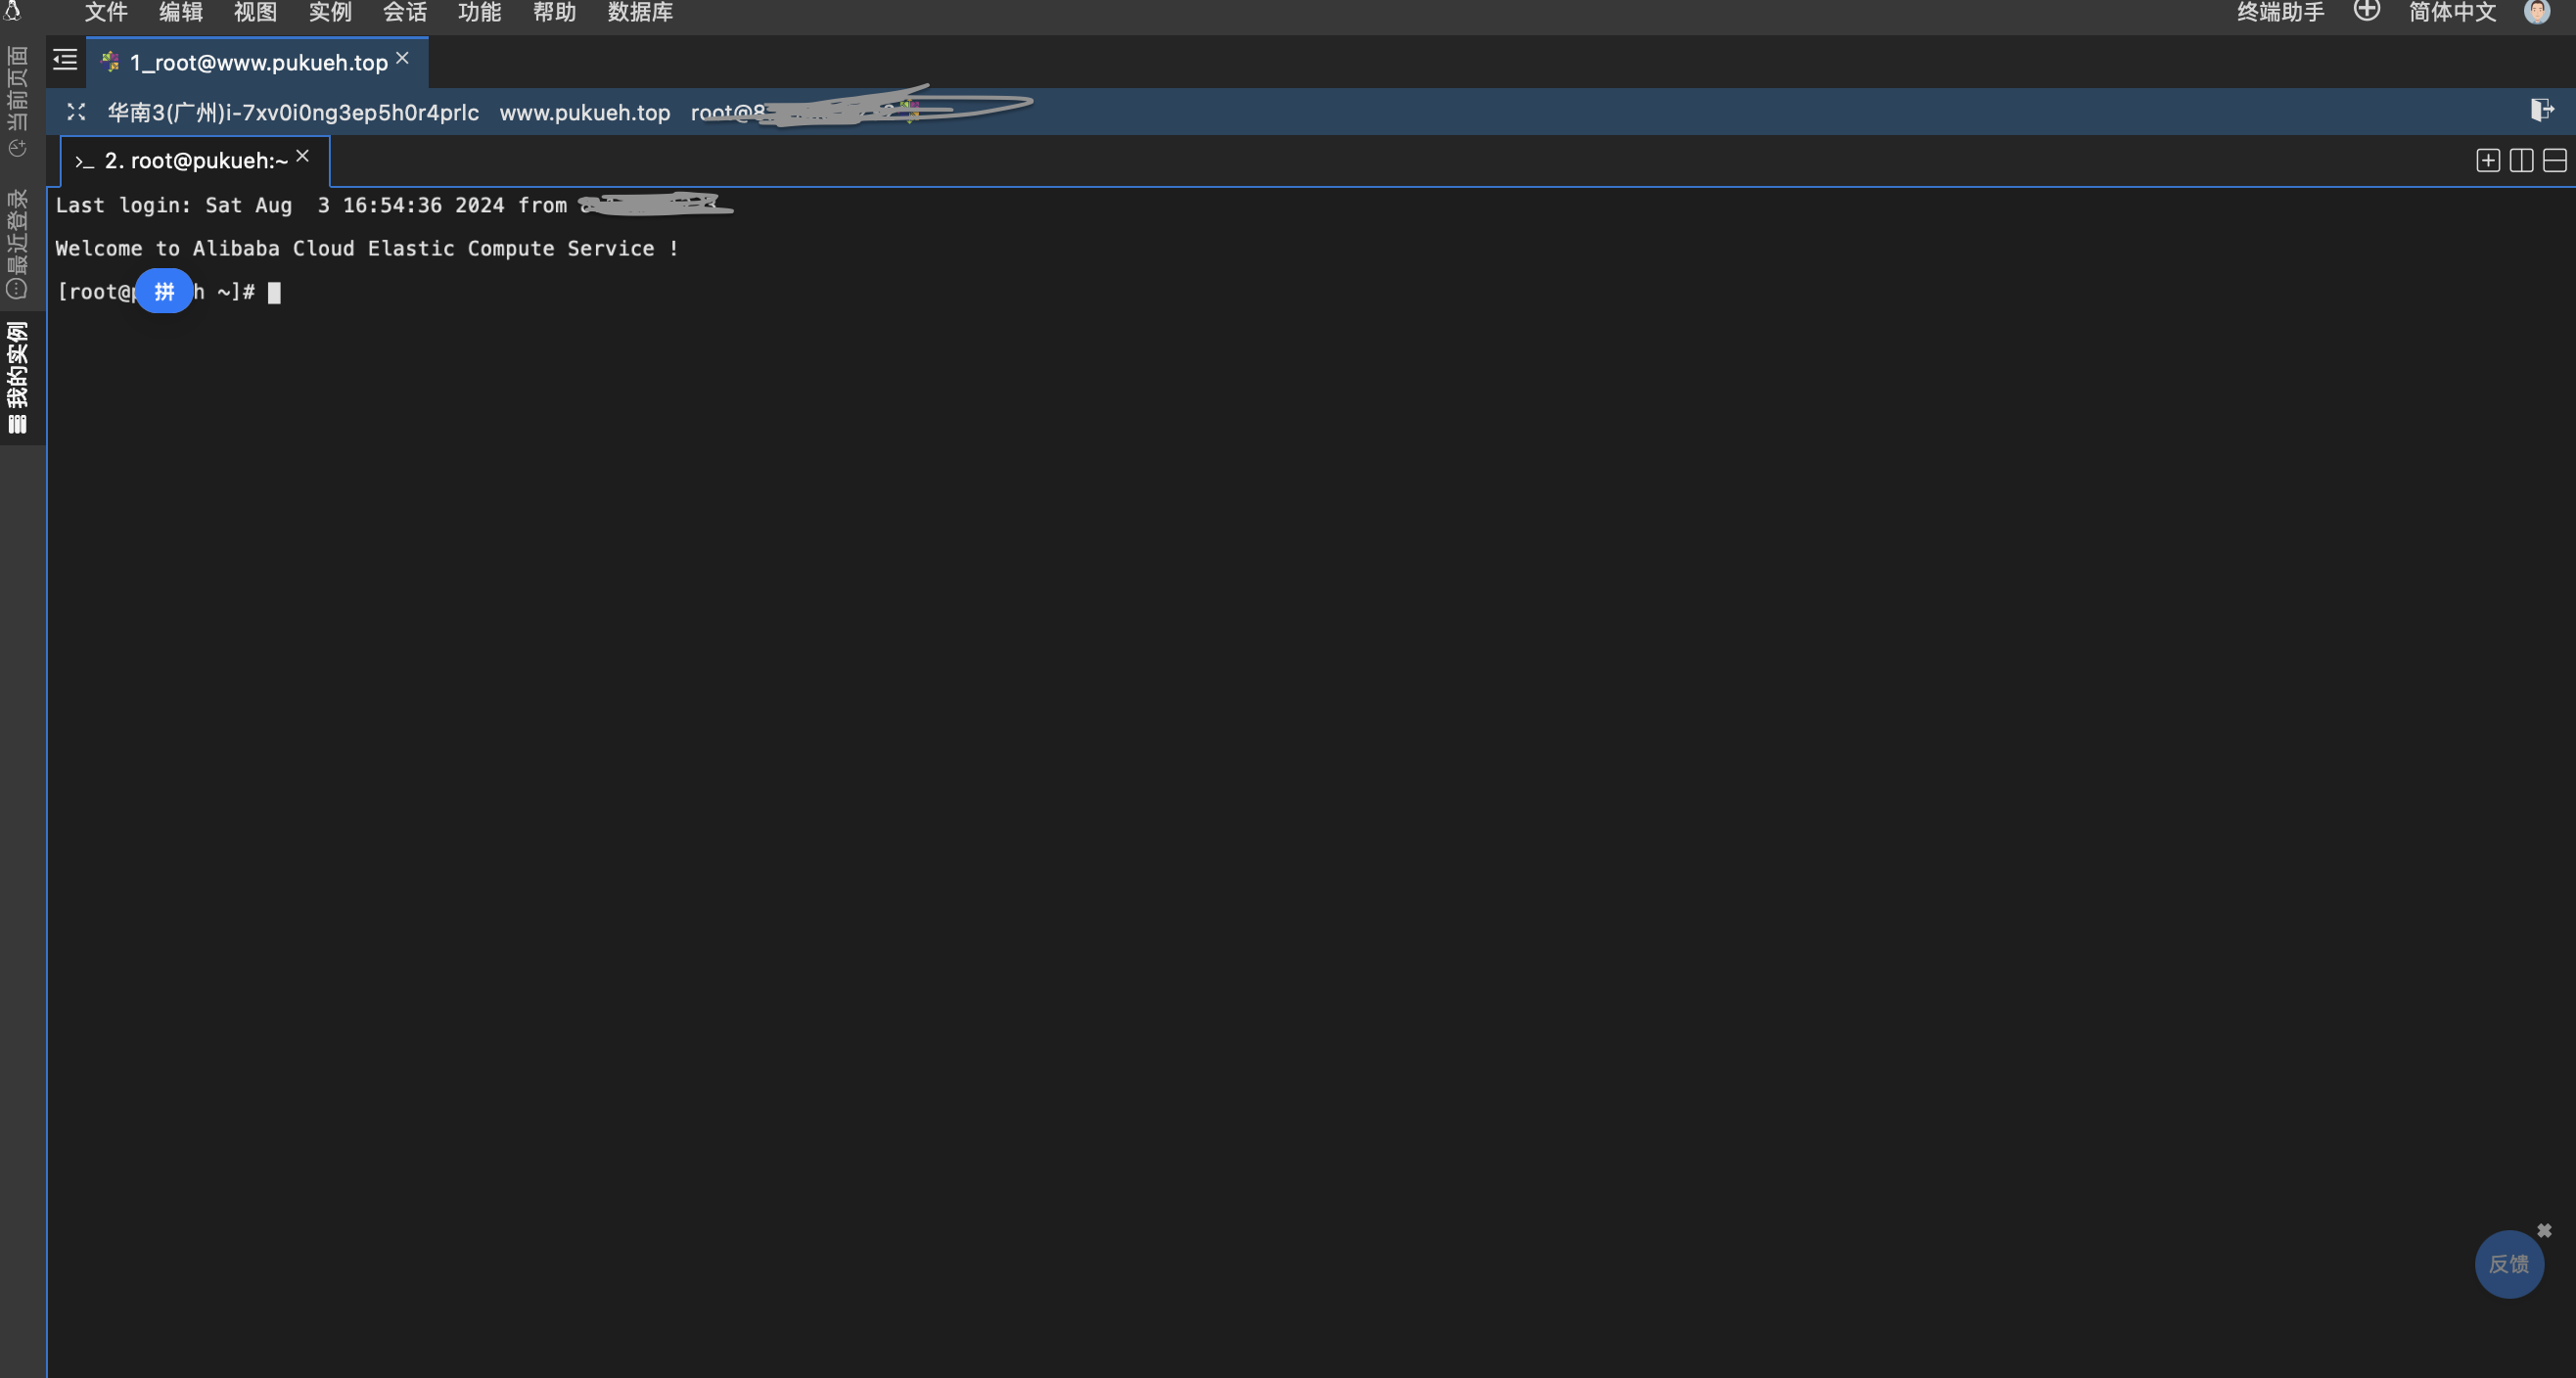 文件 编辑 视图 实例 会话 功能 帮助 数据库 终端助手 简体中文
当前页面
最近登录
我的实例
1_root@www.pukueh.top
华南3(广州)i-7xv0i0ng3ep5h0r4prlc www.pukueh.top root@8
>_ 2. root@pukueh:~
Last login: Sat Aug 3 16:54:36 2024 from
Welcome to Alibaba Cloud Elastic Compute Service !
[root@p 拼 h ~]#
反馈